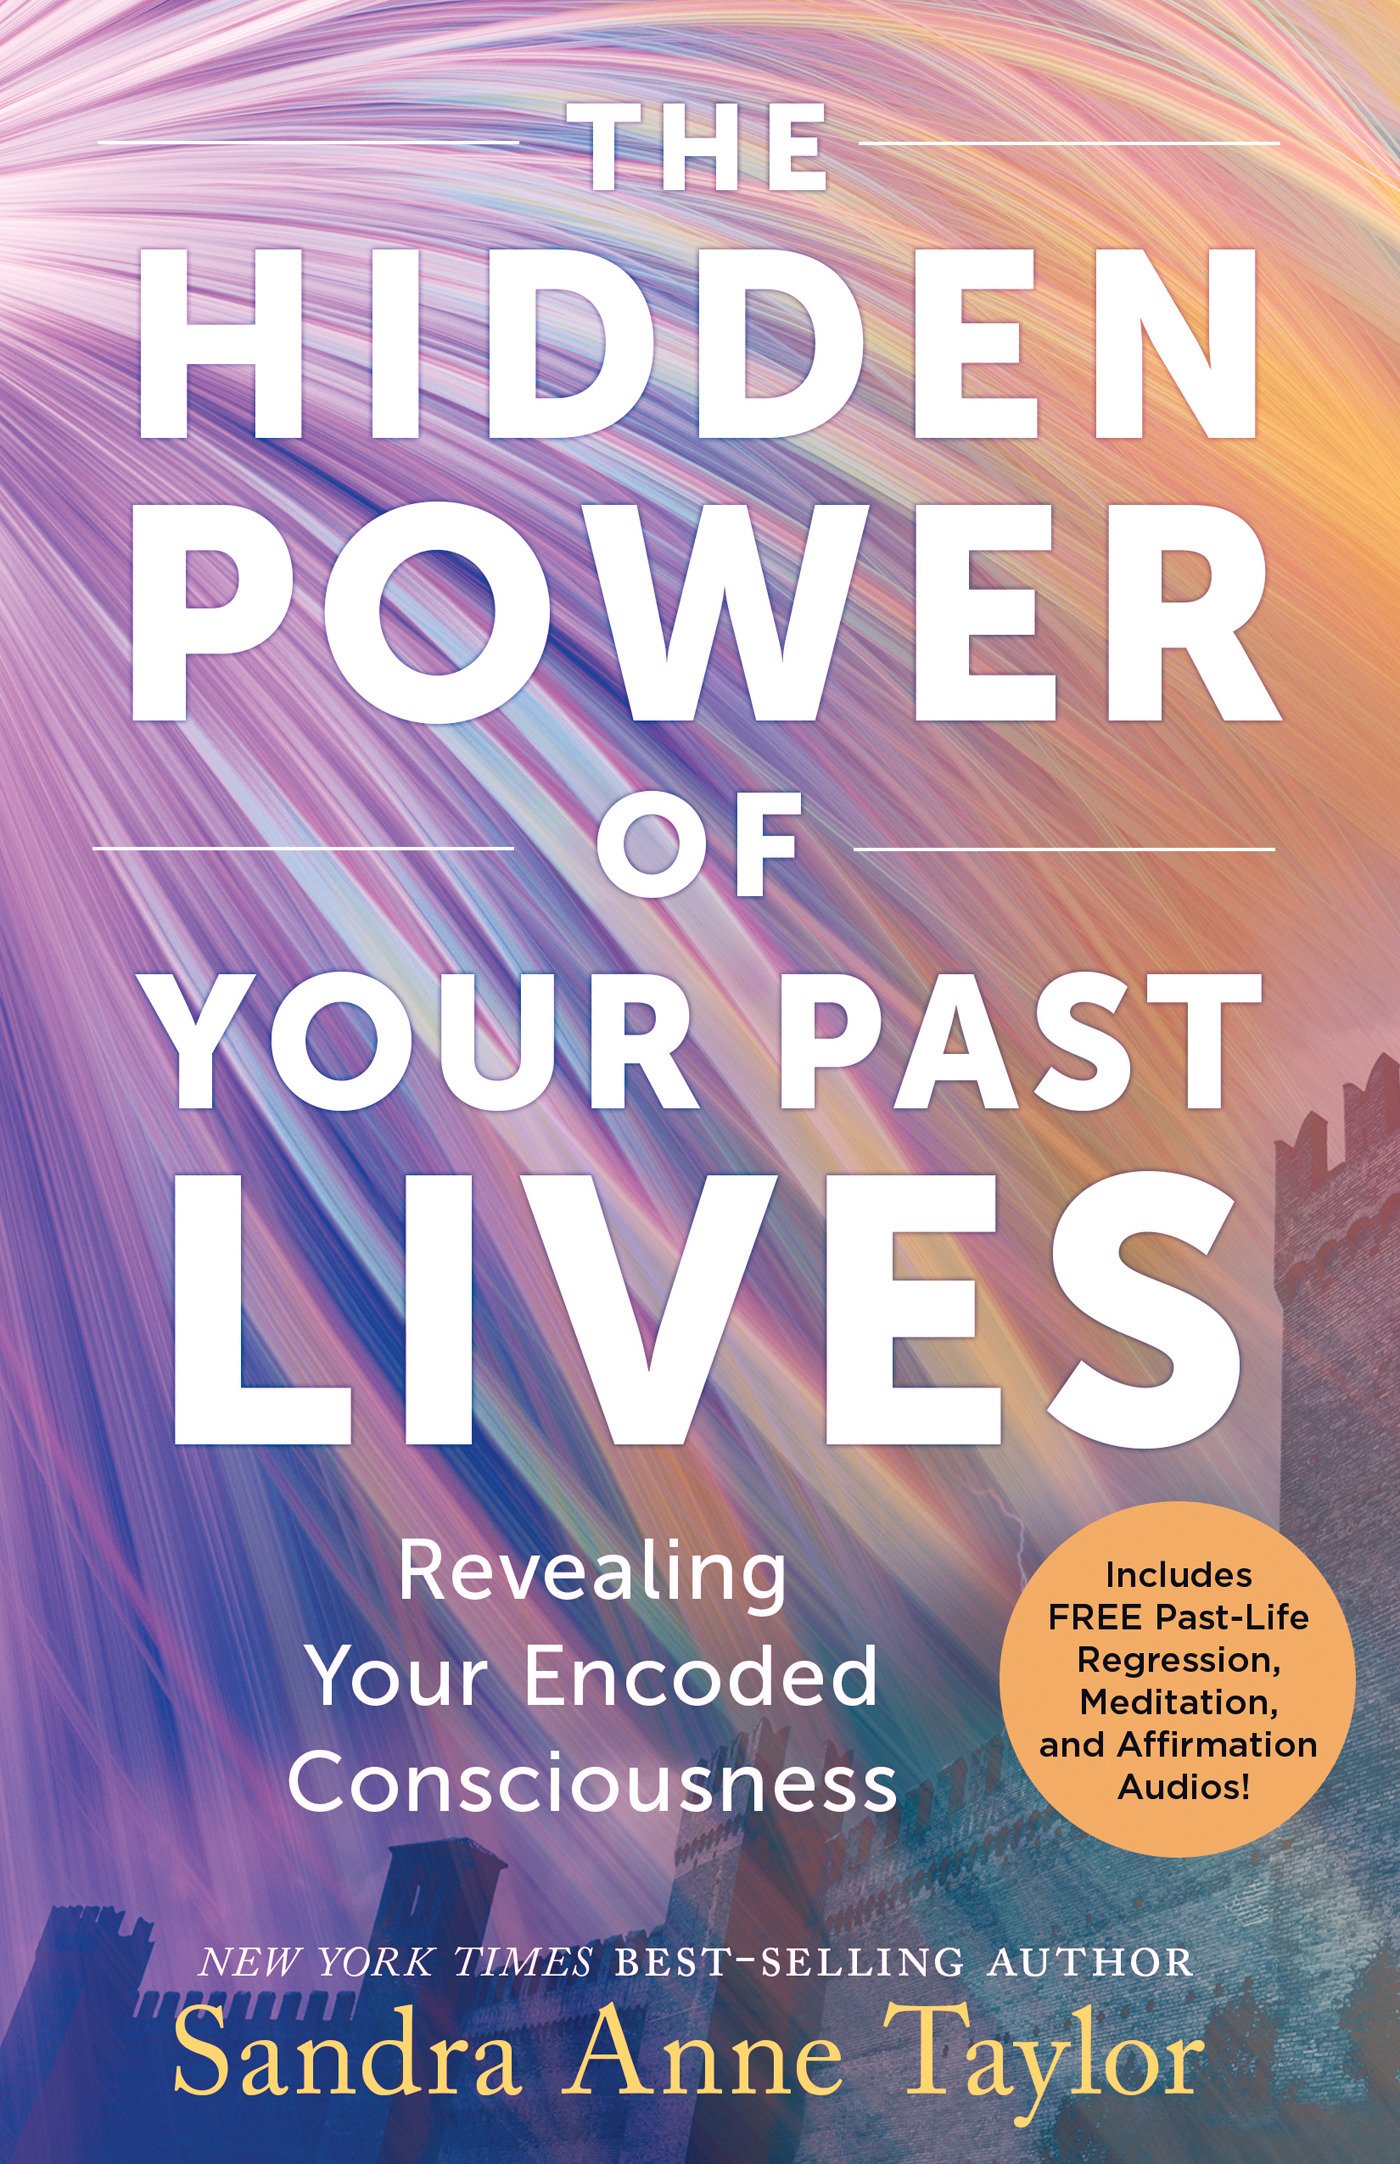 THE
HIDDEN
POWER
OF
YOUR PAST
LIVES
Revealing
Your Encoded
Consciousness
Includes
FREE Past-Life
Regression,
Meditation,
and Affirmation
Audios!
NEW YORK TIMES BEST-SELLING AUTHOR
Sandra Anne Taylor